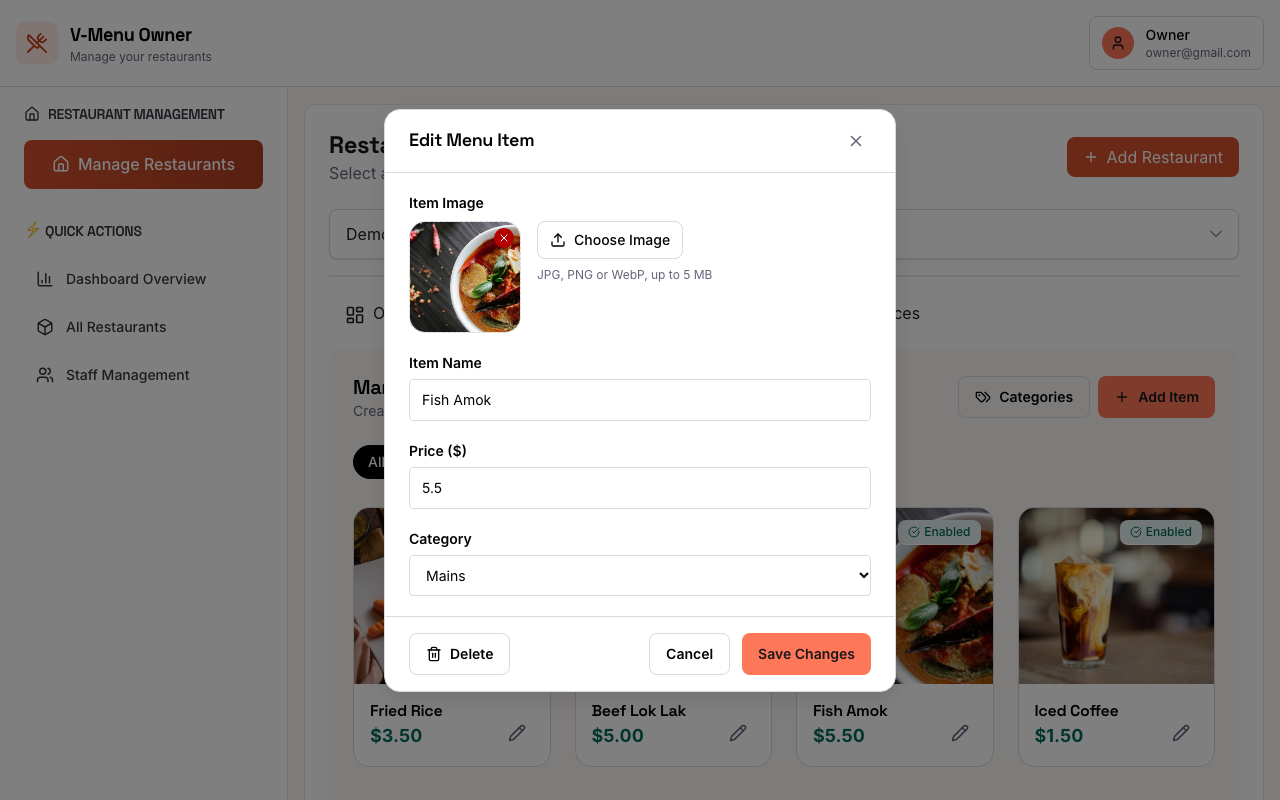 V-Menu Owner
Manage your restaurants
Owner
owner@gmail.com
RESTAURANT MANAGEMENT
Manage Restaurants
QUICK ACTIONS
Dashboard Overview
All Restaurants
Staff Management
Add Restaurant
Edit Menu Item
Item Image
Choose Image
JPG, PNG or WebP, up to 5 MB
Item Name
Fish Amok
Price ($)
5.5
Category
Mains
Delete
Cancel
Save Changes
Categories
Add Item
All
Enabled
Enabled
Fried Rice
$3.50
Beef Lok Lak
$5.00
Fish Amok
$5.50
Iced Coffee
$1.50